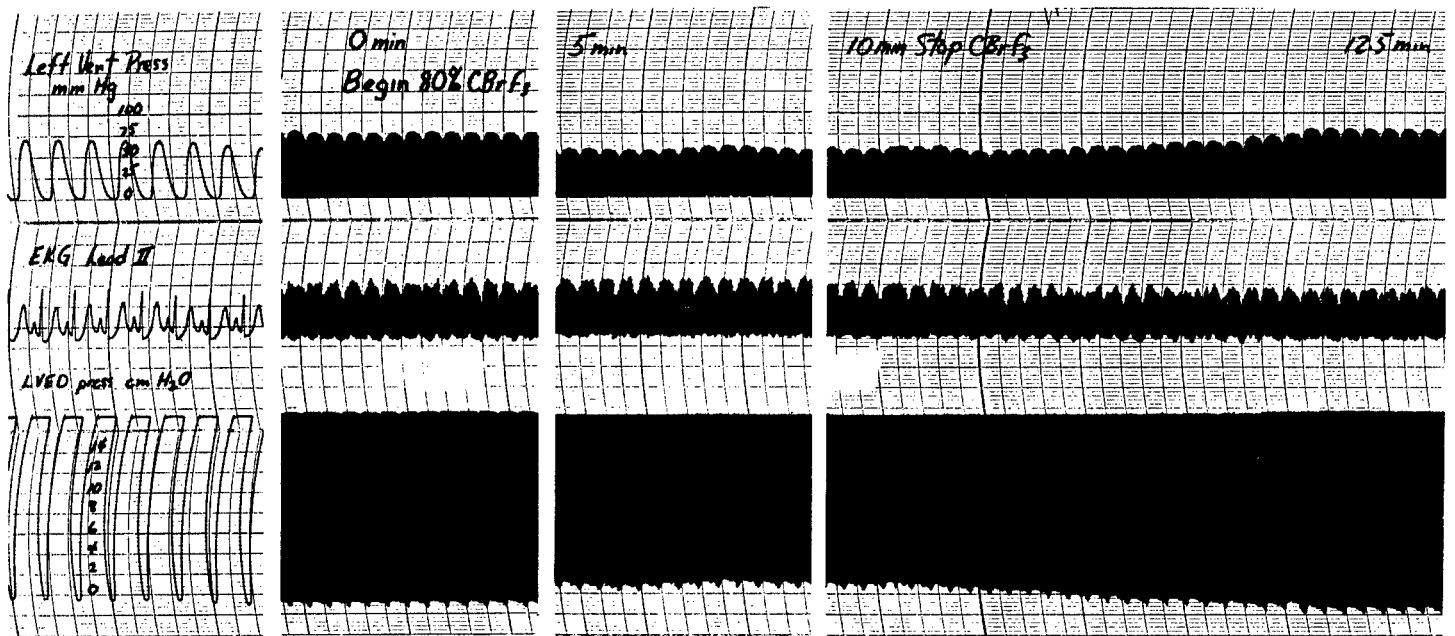 Left Vent Press
mm Hg
100
75
50
25
0
EKG Lead II
LVED press cm H₂O
14
12
10
8
6
4
2
0
0 min
Begin 80% CBrF₃
5 min
10 min Stop CBrF₃
12.5 min